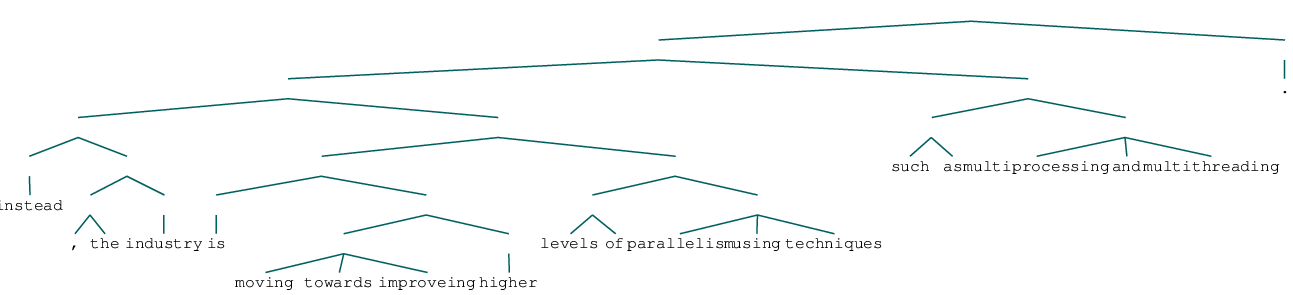 instead
, the industry is
moving towards improveing higher
levels of parallelism using techniques
such as multiprocessing and multithreading
.